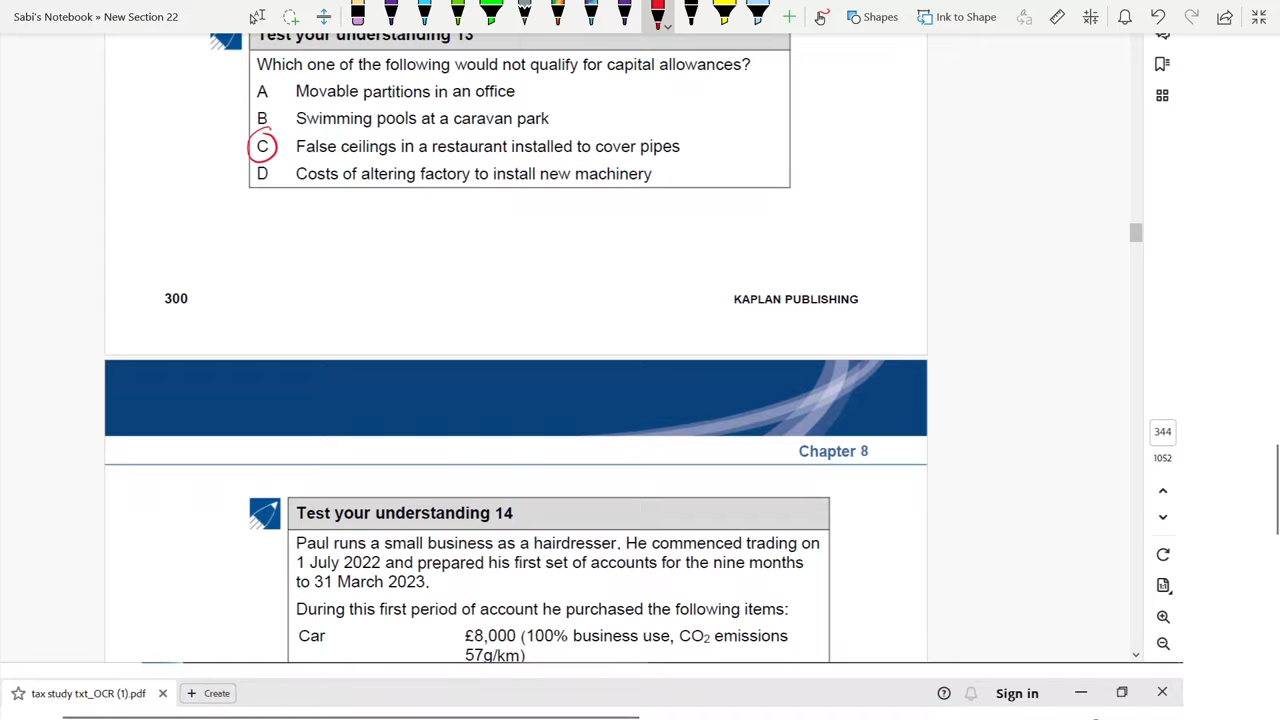 Sabi's Notebook » New Section 22
Shapes
Ink to Shape
Test your understanding 13
Which one of the following would not qualify for capital allowances?
A Movable partitions in an office
B Swimming pools at a caravan park
C False ceilings in a restaurant installed to cover pipes
D Costs of altering factory to install new machinery
300 KAPLAN PUBLISHING
344
1052
Chapter 8
Test your understanding 14
Paul runs a small business as a hairdresser. He commenced trading on
1 July 2022 and prepared his first set of accounts for the nine months
to 31 March 2023.
During this first period of account he purchased the following items:
Car £8,000 (100% business use, CO2 emissions
57g/km)
tax study txt_OCR (1).pdf
Create
Sign in